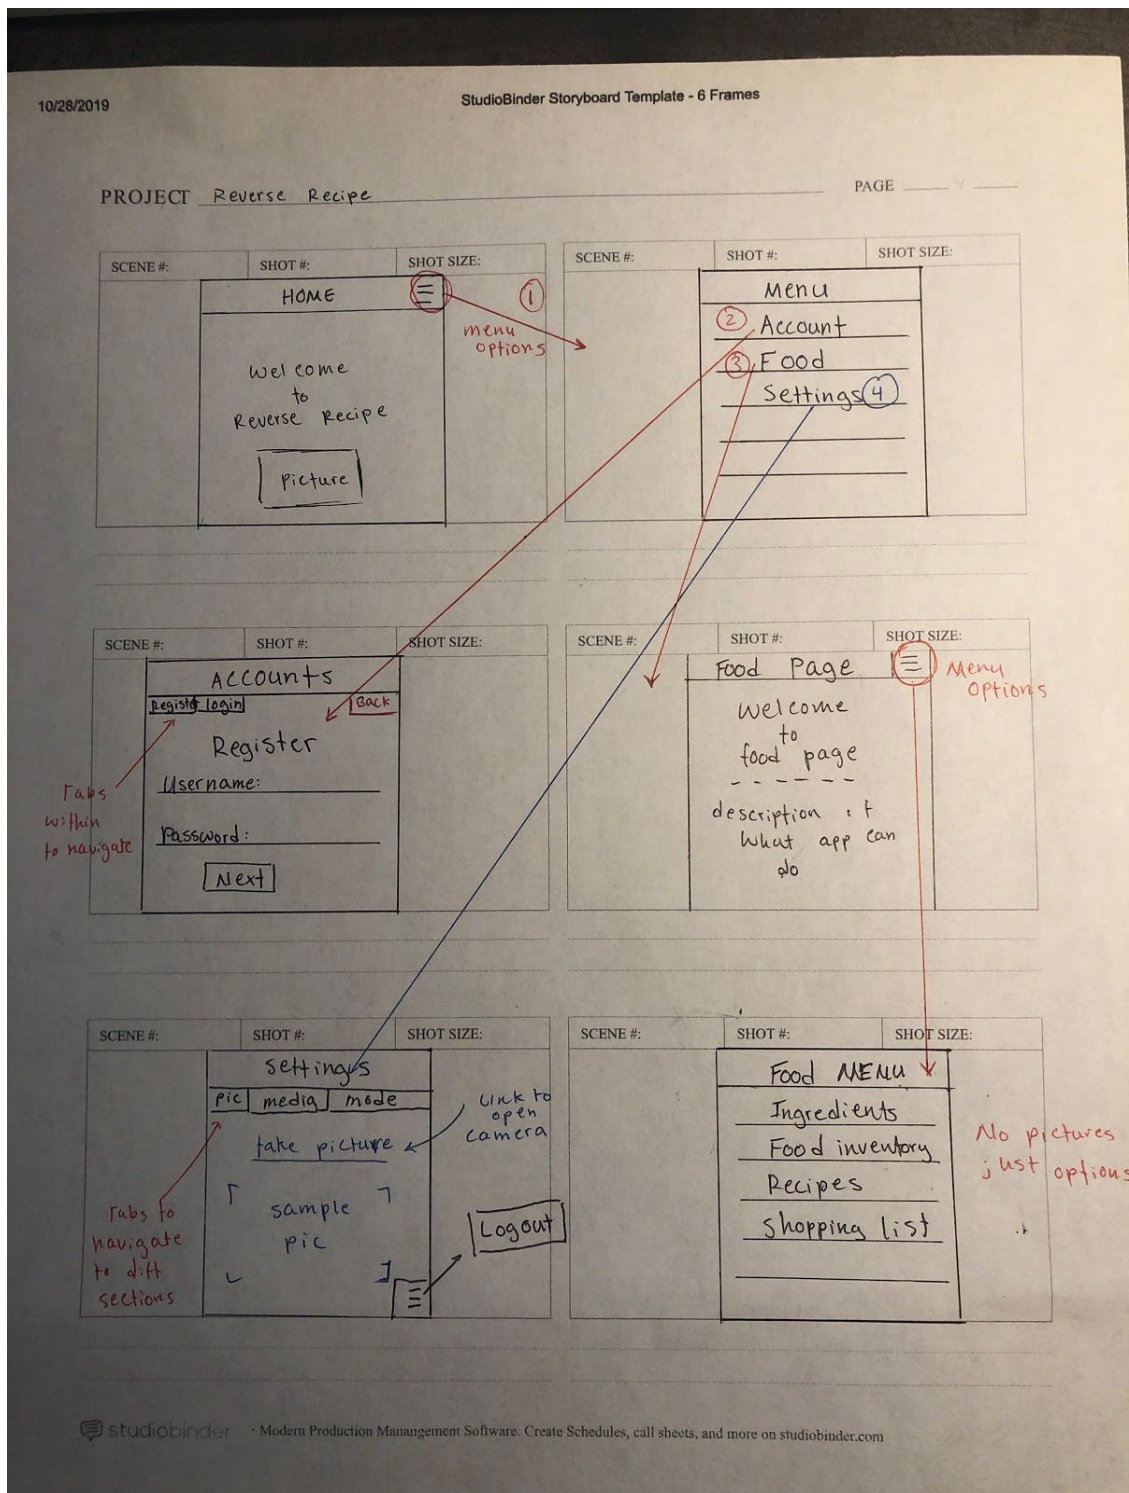 10/28/2019
StudioBinder Storyboard Template - 6 Frames
PROJECT Reverse Recipe
PAGE
SCENE #: SHOT #: SHOT SIZE:
HOME
1
menu
options
Welcome
to
Reverse Recipe
Picture
SCENE #: SHOT #: SHOT SIZE:
Menu
2 Account
3 Food
Settings 4
SCENE #: SHOT #: SHOT SIZE:
Accounts
Register login Back
Register
Username:
Password:
Next
Tabs
within
to navigate
SCENE #: SHOT #: SHOT SIZE:
Food Page
Menu
options
Welcome
to
food page
description
What app can
do
SCENE #: SHOT #: SHOT SIZE:
Settings
pic media mode
take picture
Link to
open
camera
sample
pic
Logout
Tabs to
navigate
to diff
sections
SCENE #: SHOT #: SHOT SIZE:
Food MENU
Ingredients
Food inventory
Recipes
Shopping list
No pictures
just options
studiobinder · Modern Production Manangement Software. Create Schedules, call sheets, and more on studiobinder.com